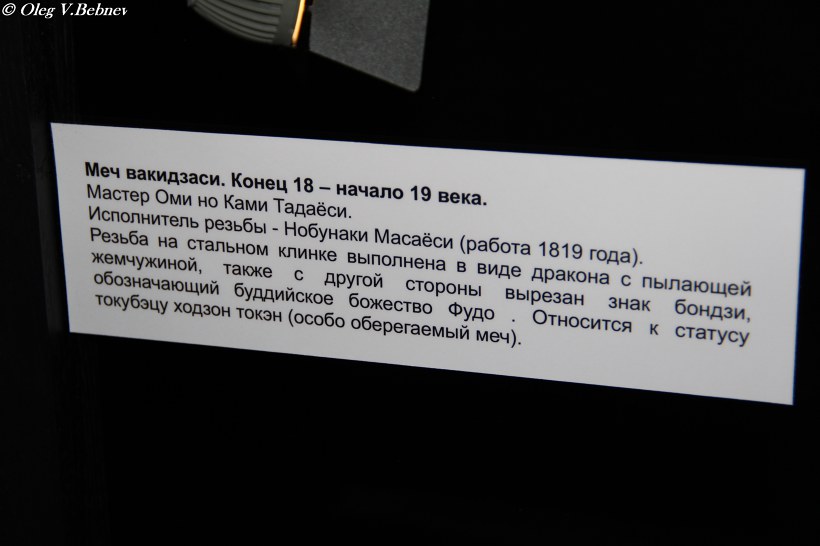 © Oleg V.Bebnev
Меч вакидзаси. Конец 18 – начало 19 века.
Мастер Оми но Ками Тадаёси.
Исполнитель резьбы - Нобунаки Масаёси (работа 1819 года).
Резьба на стальном клинке выполнена в виде дракона с пылающей
жемчужиной, также с другой стороны вырезан знак бондзи,
обозначающий буддийское божество Фудо . Относится к статусу
токубэцу ходзон токэн (особо оберегаемый меч).